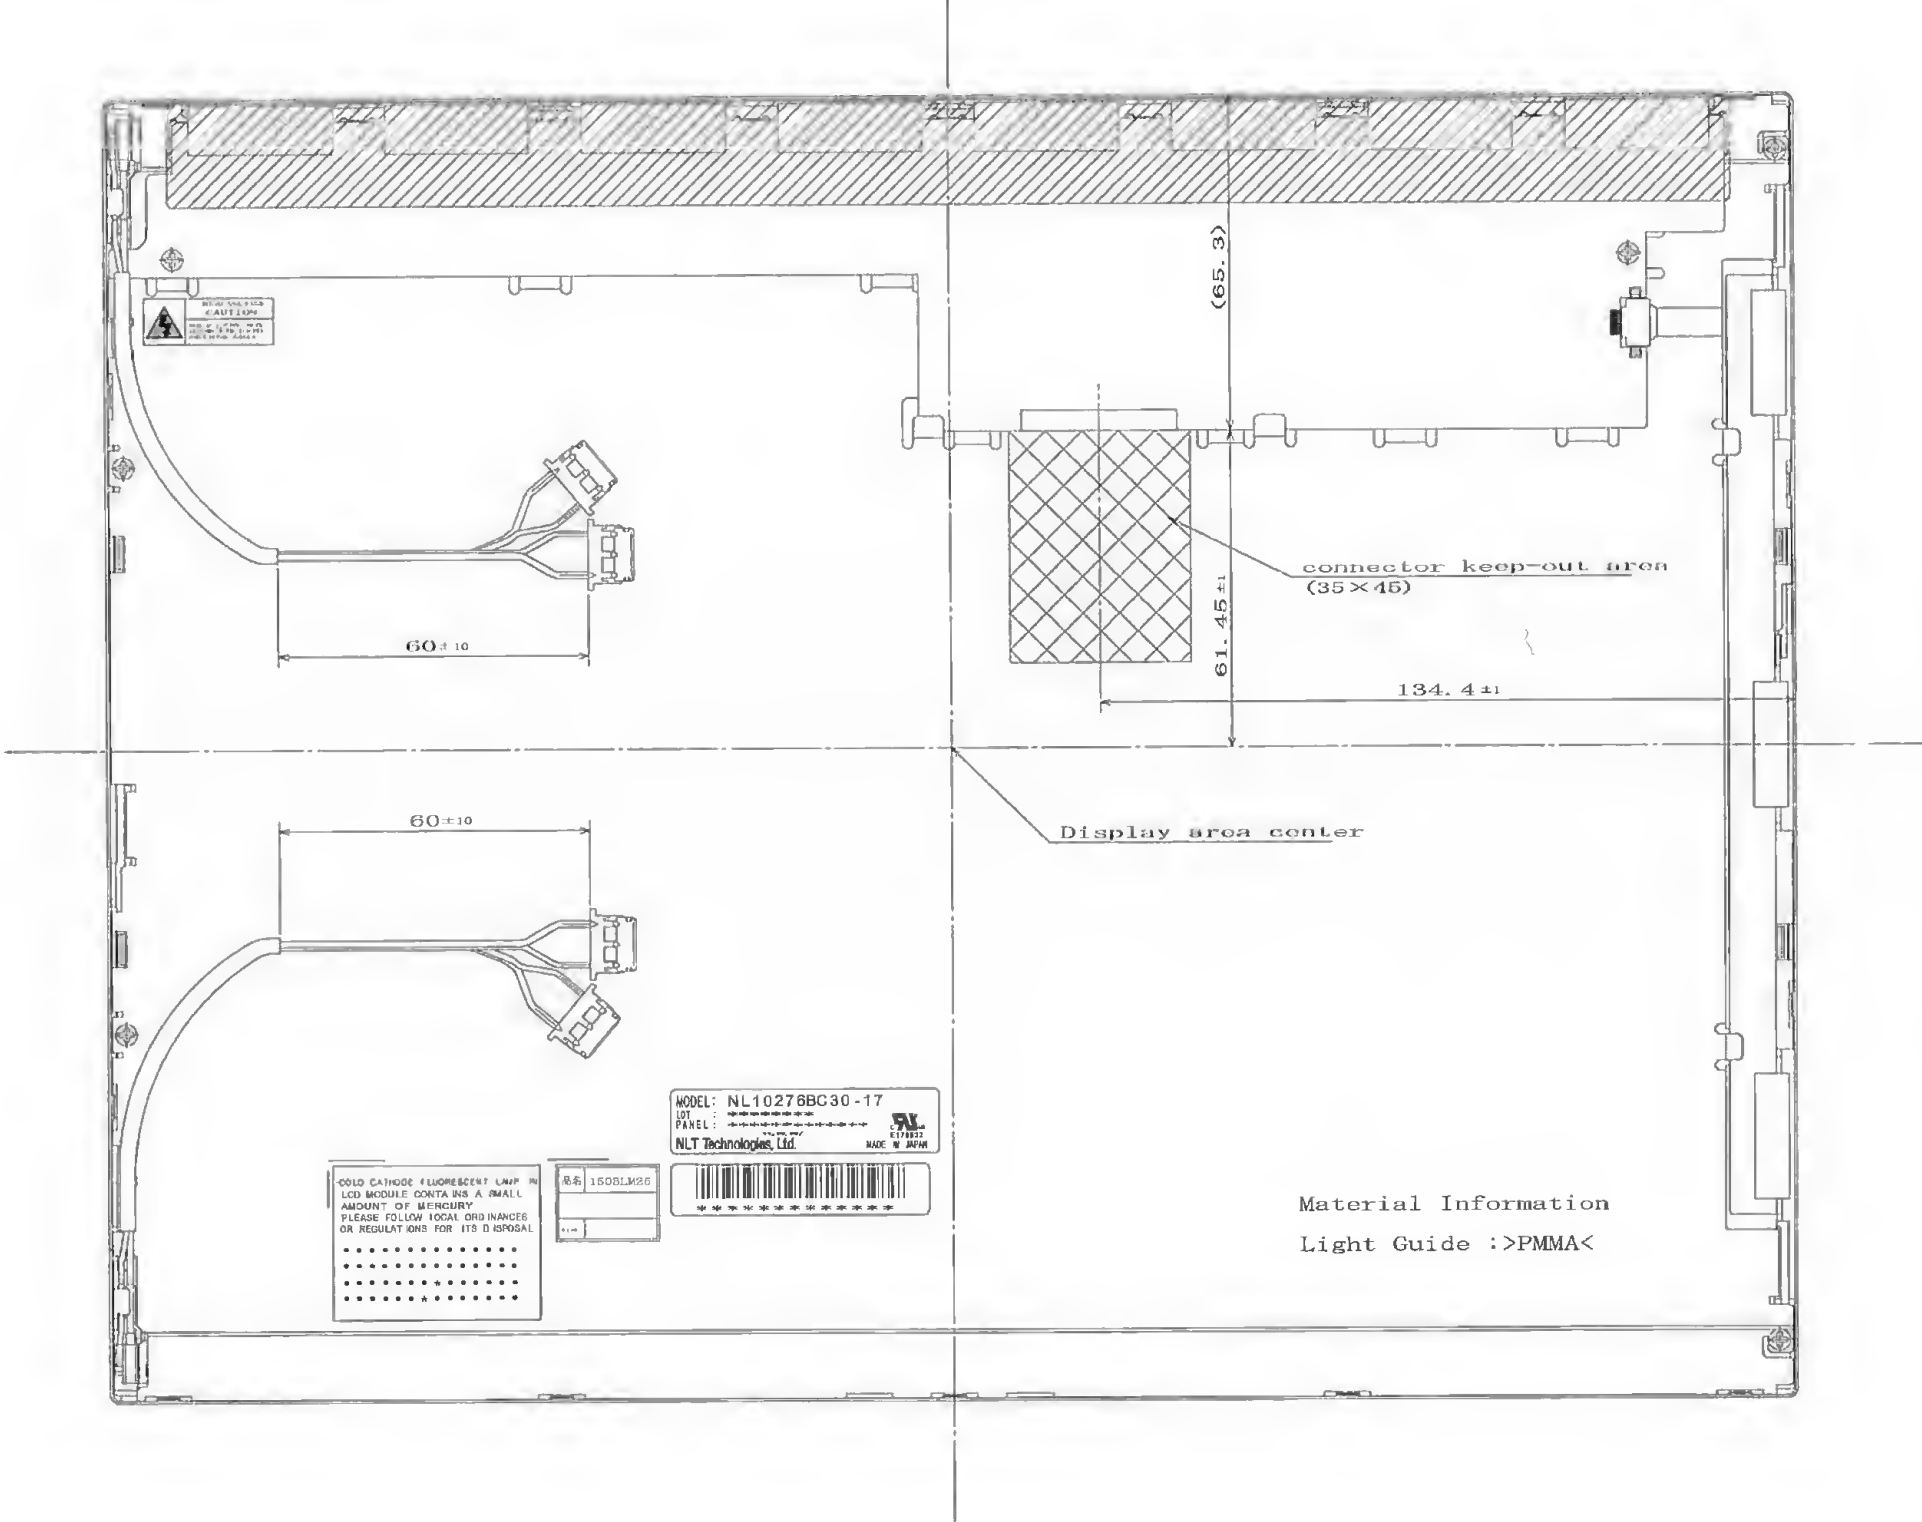 (65. 3)
CAUTION
connector keep-out area
(35×45)
61. 45±1
60±10
134. 4±1
60±10
Display area center
MODEL: NL10276BC30-17
LOT : **********
PANEL: ***************
NLT Technologies, Ltd.
MADE IN JAPAN
COLD CATHODE FLUORESCENT LAMP IN
LCD MODULE CONTAINS A SMALL
AMOUNT OF MERCURY
PLEASE FOLLOW LOCAL ORDINANCES
OR REGULATIONS FOR ITS DISPOSAL
品名 150BLM26
*************
Material Information
Light Guide :>PMMA<